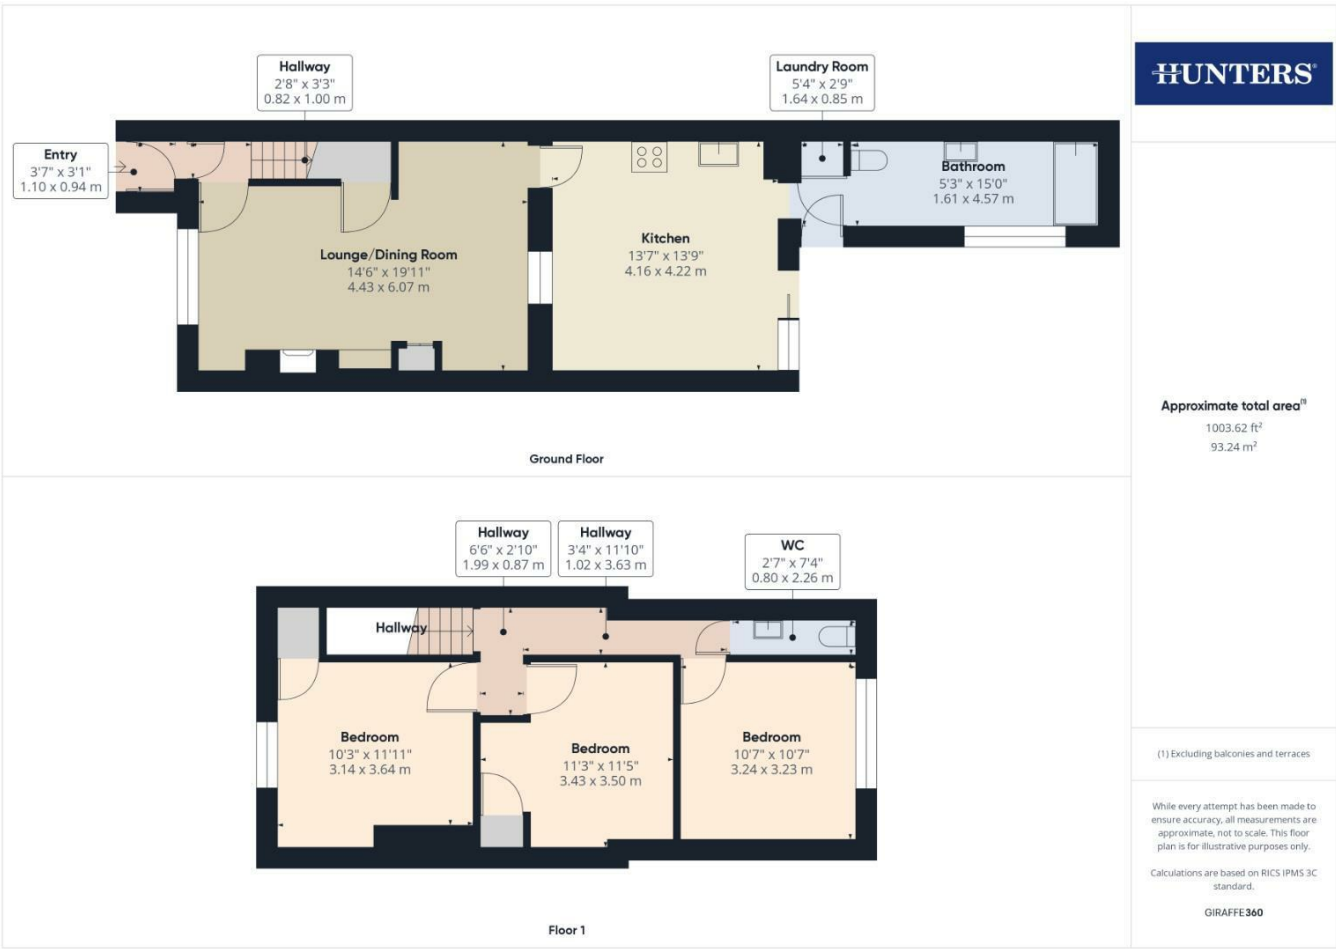 Hallway
2'8" x 3'3"
0.82 x 1.00 m
Laundry Room
5'4" x 2'9"
1.64 x 0.85 m
HUNTERS®
Entry
3'7" x 3'1"
1.10 x 0.94 m
Bathroom
5'3" x 15'0"
1.61 x 4.57 m
Lounge/Dining Room
14'6" x 19'11"
4.43 x 6.07 m
Kitchen
13'7" x 13'9"
4.16 x 4.22 m
Approximate total area⁽¹⁾
1003.62 ft²
93.24 m²
Ground Floor
Hallway
6'6" x 2'10"
1.99 x 0.87 m
Hallway
3'4" x 11'10"
1.02 x 3.63 m
WC
2'7" x 7'4"
0.80 x 2.26 m
Hallway
Bedroom
10'3" x 11'11"
3.14 x 3.64 m
Bedroom
11'3" x 11'5"
3.43 x 3.50 m
Bedroom
10'7" x 10'7"
3.24 x 3.23 m
Floor 1
(1) Excluding balconies and terraces
While every attempt has been made to
ensure accuracy, all measurements are
approximate, not to scale. This floor
plan is for illustrative purposes only.
Calculations are based on RICS IPMS 3C
standard.
GIRAFFE360